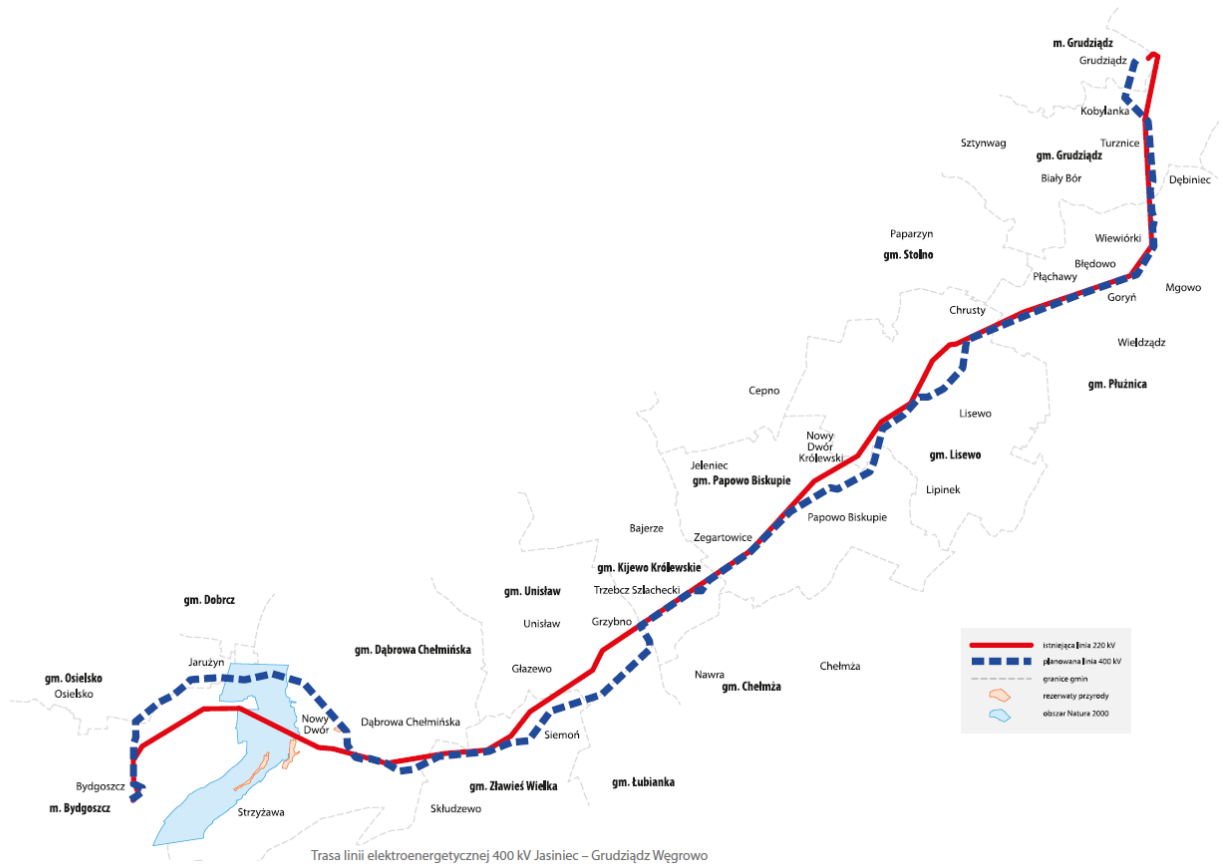 m. Grudziądz
Grudziądz
Kobylanka
Sztynwag
Turznice
gm. Grudziądz
Biały Bór
Dębiniec
Paparzyn
Wiewiórki
gm. Stolno
Błędowo
Płąchawy
Mgowo
Goryń
Chrusty
Wieldządz
gm. Płużnica
Cepno
Lisewo
Nowy
Dwór
Królewski
gm. Lisewo
Jeleniec
gm. Papowo Biskupie
Lipinek
Papowo Biskupie
Bajerze
Zegartowice
gm. Kijewo Królewskie
gm. Unisław
Trzebcz Szlachecki
gm. Dobrcz
Unisław
Grzybno
gm. Dąbrowa Chełmińska
Jarużyn
Głażewo
Chełmża
gm. Osielsko
Nawra
gm. Chełmża
Osielsko
Nowy
Dwór
Dąbrowa Chełmińska
Siemoń
Bydgoszcz
gm. Zławieś Wielka
gm. Łubianka
m. Bydgoszcz
Strzyżawa
Skłudzewo
istniejąca linia 220 kV
planowana linia 400 kV
granice gmin
rezerwaty przyrody
obszar Natura 2000
Trasa linii elektroenergetycznej 400 kV Jasiniec – Grudziądz Węgrowo